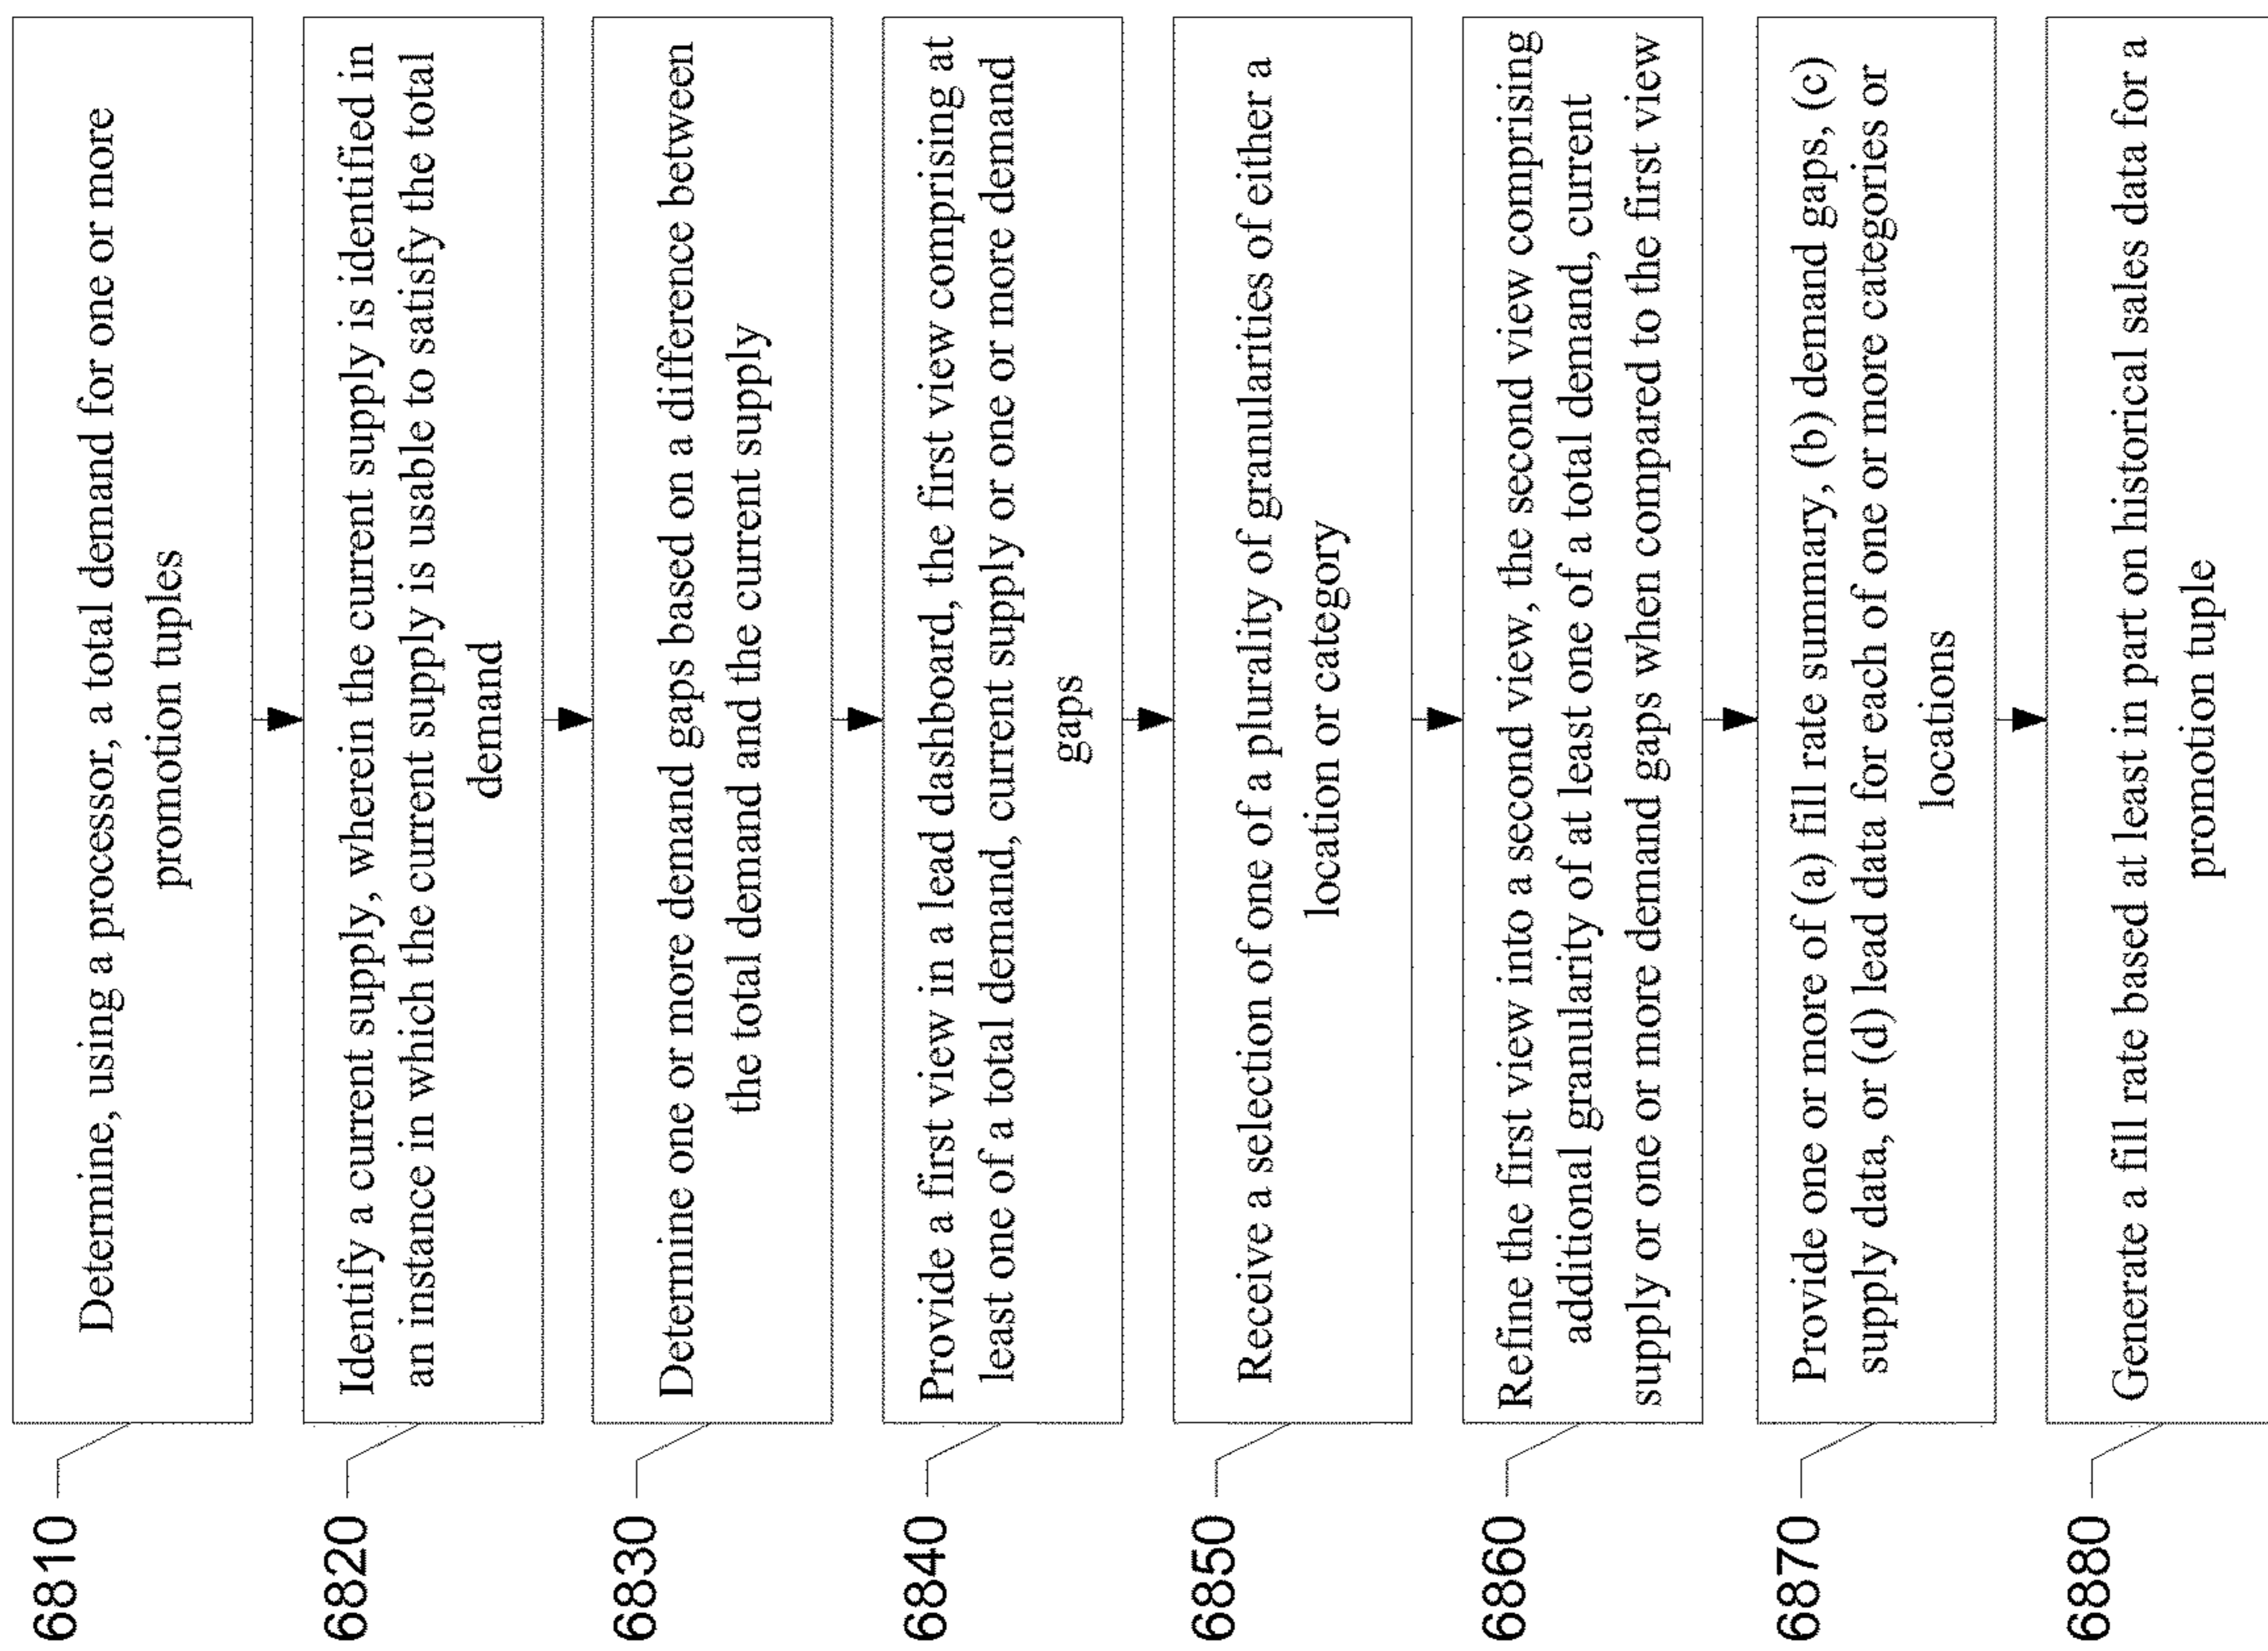 6810
Determine, using a processor, a total demand for one or more
promotion tuples
6820
Identify a current supply, wherein the current supply is identified in
an instance in which the current supply is usable to satisfy the total
demand
6830
Determine one or more demand gaps based on a difference between
the total demand and the current supply
6840
Provide a first view in a lead dashboard, the first view comprising at
least one of a total demand, current supply or one or more demand
gaps
6850
Receive a selection of one of a plurality of granularities of either a
location or category
6860
Refine the first view into a second view, the second view comprising
additional granularity of at least one of a total demand, current
supply or one or more demand gaps when compared to the first view
6870
Provide one or more of (a) fill rate summary, (b) demand gaps, (c)
supply data, or (d) lead data for each of one or more categories or
locations
6880
Generate a fill rate based at least in part on historical sales data for a
promotion tuple